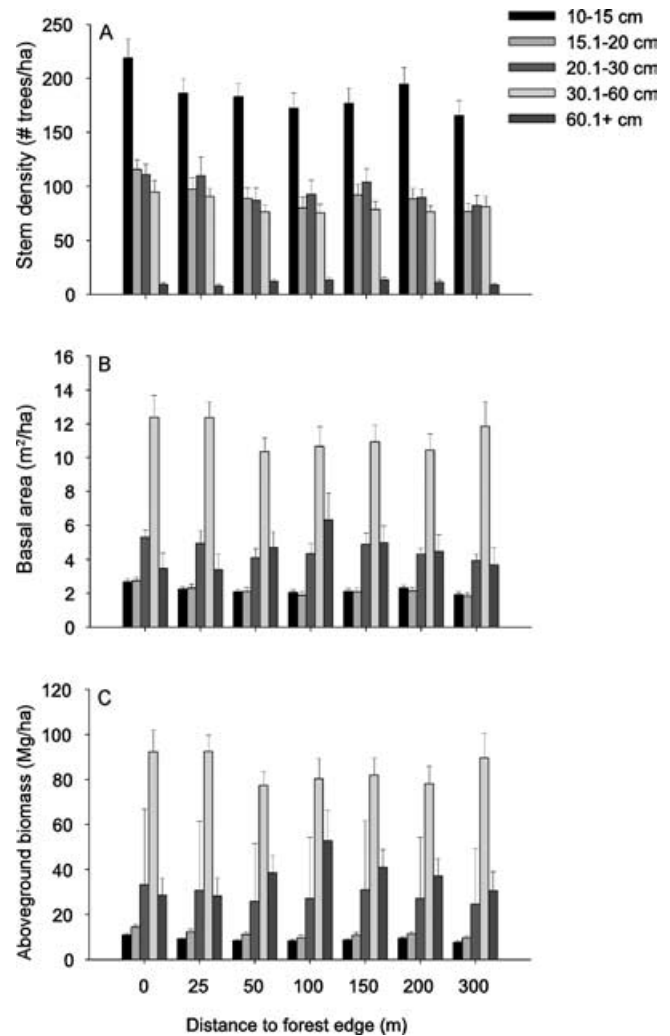 A
10-15 cm
15.1-20 cm
20.1-30 cm
30.1-60 cm
60.1+ cm
Stem density (# trees/ha)
250
200
150
100
50
0
B
Basal area (m²/ha)
16
14
12
10
8
6
4
2
0
C
Aboveground biomass (Mg/ha)
120
100
80
60
40
20
0
0 25 50 100 150 200 300
Distance to forest edge (m)